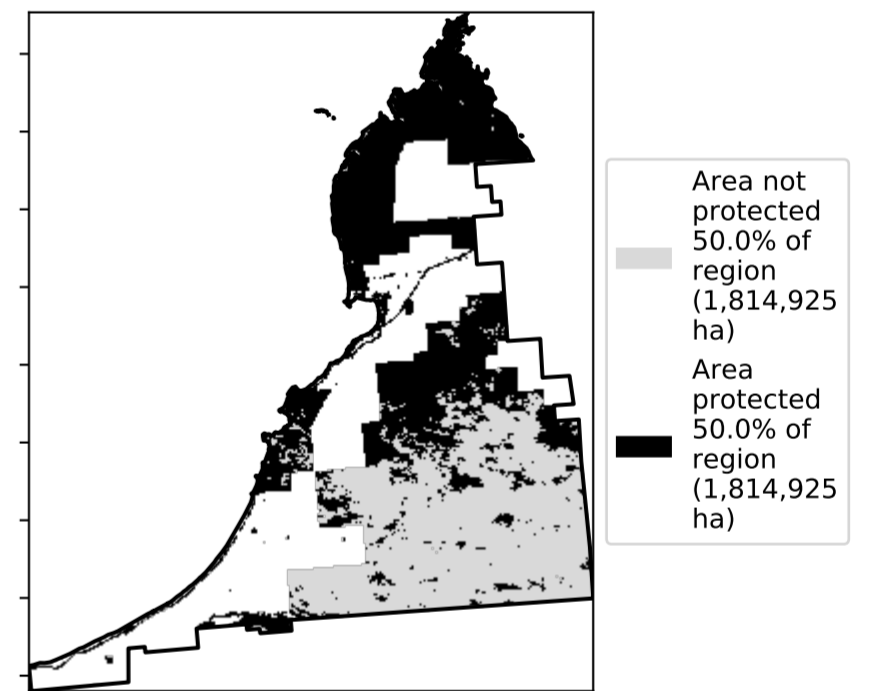 Area not
protected
50.0% of
region
(1,814,925
ha)
Area
protected
50.0% of
region
(1,814,925
ha)